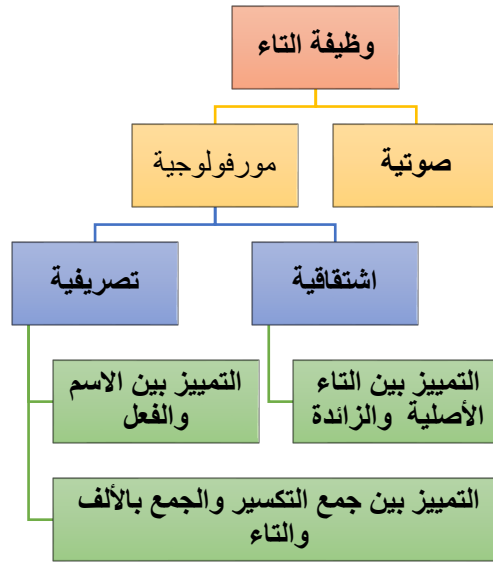 وظيفة التاء
صوتية
مورفولوجية
اشتقاقية
تصريفية
التمييز بين التاء
الأصلية والزائدة
التمييز بين الاسم
والفعل
التمييز بين جمع التكسير والجمع بالألف
والتاء